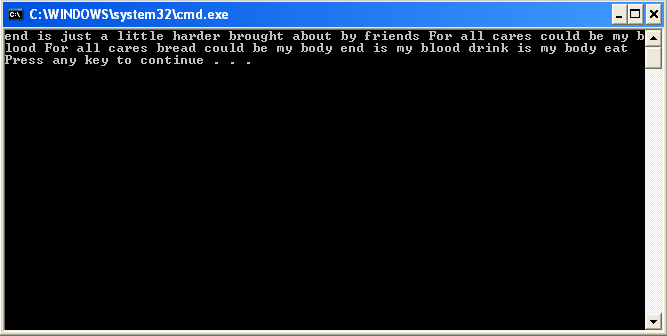 C:\WINDOWS\system32\cmd.exe
end is just a little harder brought about by friends For all cares could be my b
lood For all cares bread could be my body end is my blood drink is my body eat
Press any key to continue . . .